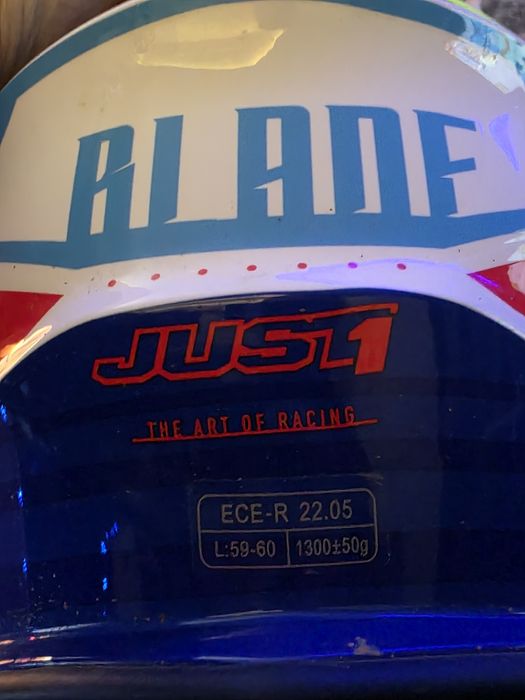 BLADE
JUST1
THE ART OF RACING
ECE-R 22.05
L:59-60 1300±50g